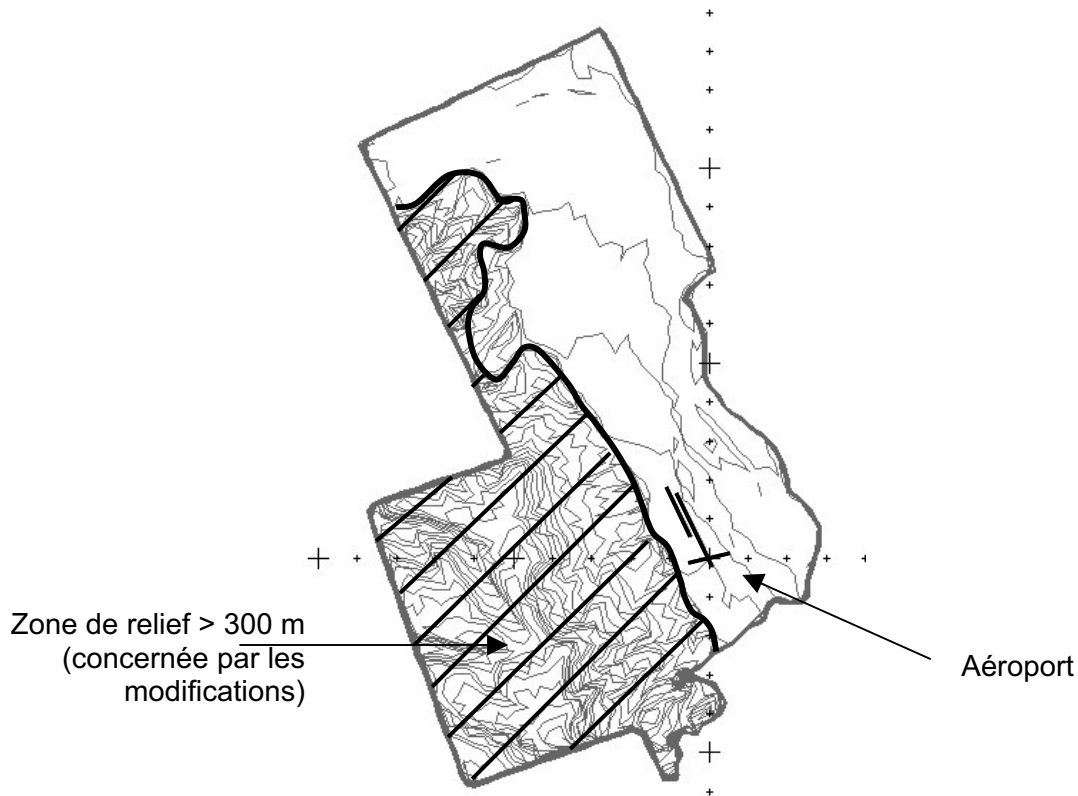 Zone de relief > 300 m
(concernée par les
modifications)
Aéroport